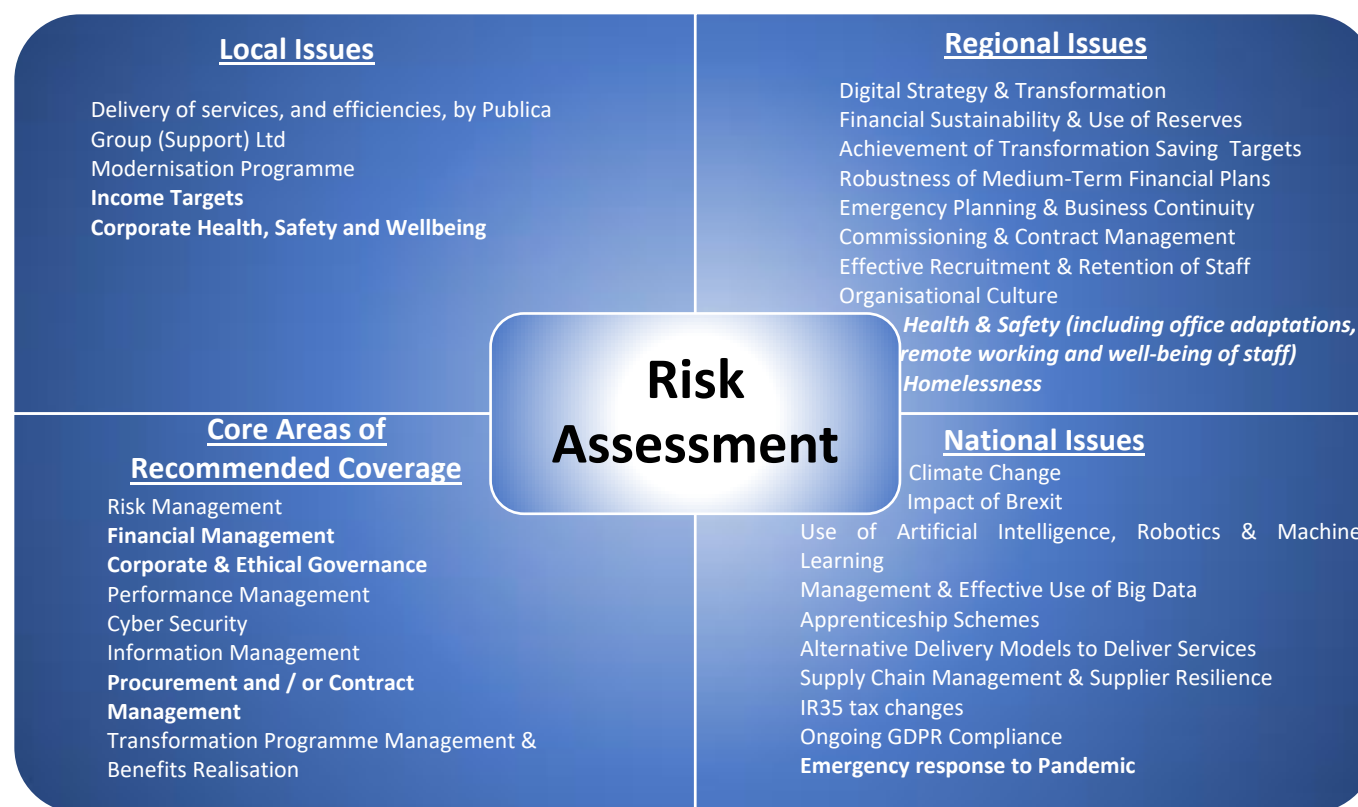 Local Issues
Delivery of services, and efficiencies, by Publica
Group (Support) Ltd
Modernisation Programme
Income Targets
Corporate Health, Safety and Wellbeing
Regional Issues
Digital Strategy & Transformation
Financial Sustainability & Use of Reserves
Achievement of Transformation Saving  Targets
Robustness of Medium-Term Financial Plans
Emergency Planning & Business Continuity
Commissioning & Contract Management
Effective Recruitment & Retention of Staff
Organisational Culture
Health & Safety (including office adaptations,
remote working and well-being of staff)
Homelessness
Risk
Assessment
Core Areas of
Recommended Coverage
Risk Management
Financial Management
Corporate & Ethical Governance
Performance Management
Cyber Security
Information Management
Procurement and / or Contract
Management
Transformation Programme Management &
Benefits Realisation
National Issues
Climate Change
Impact of Brexit
Use of Artificial Intelligence, Robotics & Machine
Learning
Management & Effective Use of Big Data
Apprenticeship Schemes
Alternative Delivery Models to Deliver Services
Supply Chain Management & Supplier Resilience
IR35 tax changes
Ongoing GDPR Compliance
Emergency response to Pandemic